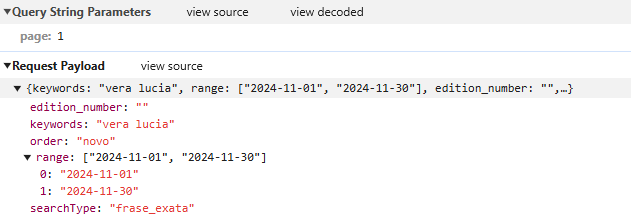 ▼Query String Parameters view source view decoded
page: 1
▼Request Payload view source
▼{keywords: "vera lucia", range: ["2024-11-01", "2024-11-30"], edition_number: "",…}
edition_number: ""
keywords: "vera lucia"
order: "novo"
▼range: ["2024-11-01", "2024-11-30"]
0: "2024-11-01"
1: "2024-11-30"
searchType: "frase_exata"